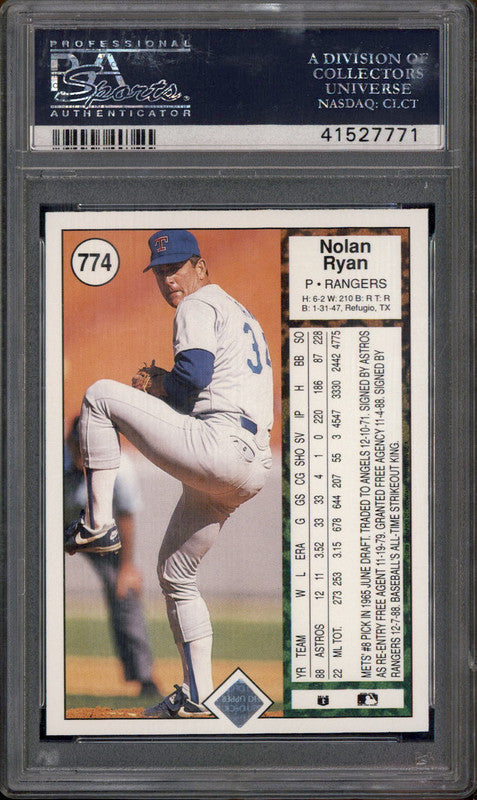 PROFESSIONAL
PSA
Sports
AUTHENTICATOR
A DIVISION OF
COLLECTORS
UNIVERSE
NASDAQ: CLCT
41527771
774
T
3
Nolan
Ryan
P • RANGERS
H: 6-2 W: 210 B: R T: R
B: 1-31-47, Refugio, TX
YR TEAM W L ERA G GS CG SHO SV IP H BB SO
88 ASTROS 12 11 3.52 33 33 4 1 0 220 186 87 228
22 ML TOT. 273 253 3.15 678 644 207 55 3 4547 3330 2442 4775
METS' #8 PICK IN 1965 JUNE DRAFT. TRADED TO ANGELS 12-10-71. SIGNED BY ASTROS
AS RE-ENTRY FREE AGENT 11-19-79. GRANTED FREE AGENCY 11-4-88. SIGNED BY
RANGERS 12-7-88. BASEBALL'S ALL-TIME STRIKEOUT KING.